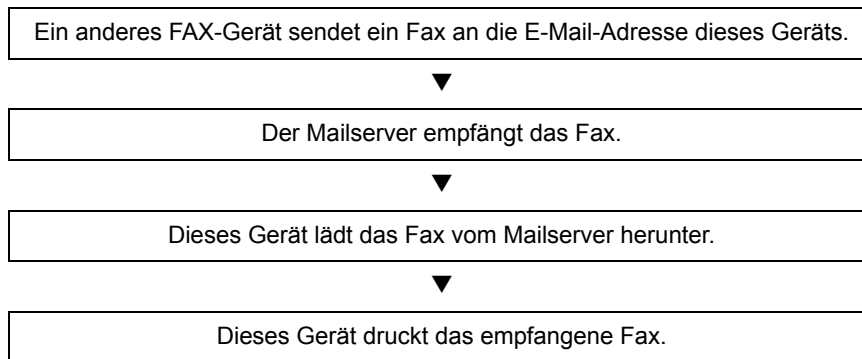 Ein anderes FAX-Gerät sendet ein Fax an die E-Mail-Adresse dieses Geräts.
▼
Der Mailserver empfängt das Fax.
▼
Dieses Gerät lädt das Fax vom Mailserver herunter.
▼
Dieses Gerät druckt das empfangene Fax.